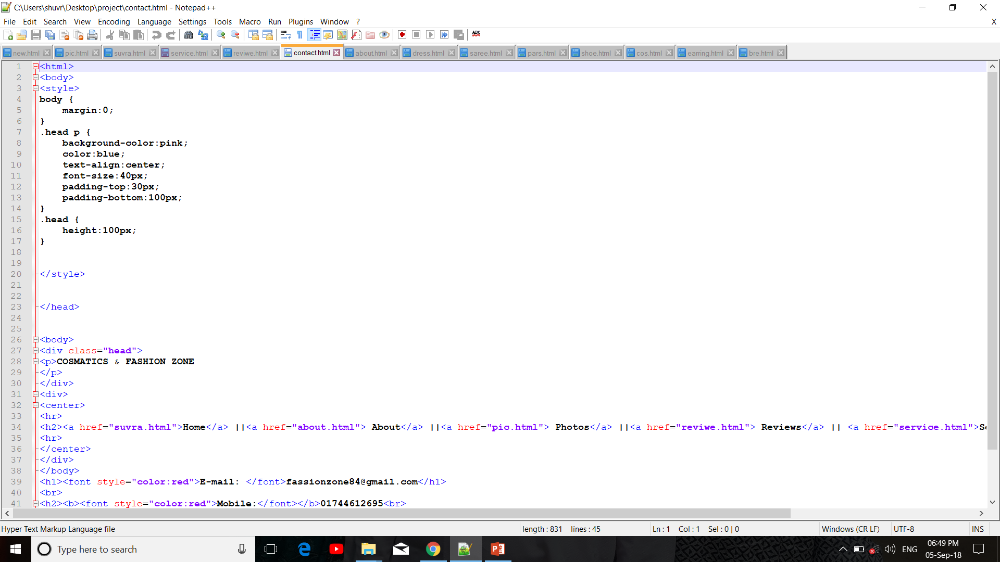 C:\Users\shuvr\Desktop\project\contact.html - Notepad++
File Edit Search View Encoding Language Settings Tools Macro Run Plugins Window ? X
ABC
new.html pic.html suvra.html service.html reviwe.html contact.html about.html dress.html saree.html pars.html shoe.html cos.html earring.html bre.html
1 <html>
2 <body>
3 <style>
4 body {
5 margin:0;
6 }
7 .head p {
8 background-color:pink;
9 color:blue;
10 text-align:center;
11 font-size:40px;
12 padding-top:30px;
13 padding-bottom:100px;
14 }
15 .head {
16 height:100px;
17 }
18
19
20 </style>
21
22
23 </head>
24
25
26 <body>
27 <div class="head">
28 <p>COSMATICS & FASHION ZONE
29 </p>
30 </div>
31 <div>
32 <center>
33 <hr>
34 <h2><a href="suvra.html">Home</a> ||<a href="about.html"> About</a> ||<a href="pic.html"> Photos</a> ||<a href="reviwe.html"> Reviews</a> || <a href="service.html">S
35 <hr>
36 </center>
37 </div>
38 </body>
39 <h1><font style="color:red">E-mail: </font>fassionzone84@gmail.com</h1>
40 <br>
41 <h2><b><font style="color:red">Mobile:</font></b>01744612695<br>
Hyper Text Markup Language file length : 831 lines : 45 Ln : 1 Col : 1 Sel : 0 | 0 Windows (CR LF) UTF-8 INS
Type here to search ENG 06:49 PM
05-Sep-18